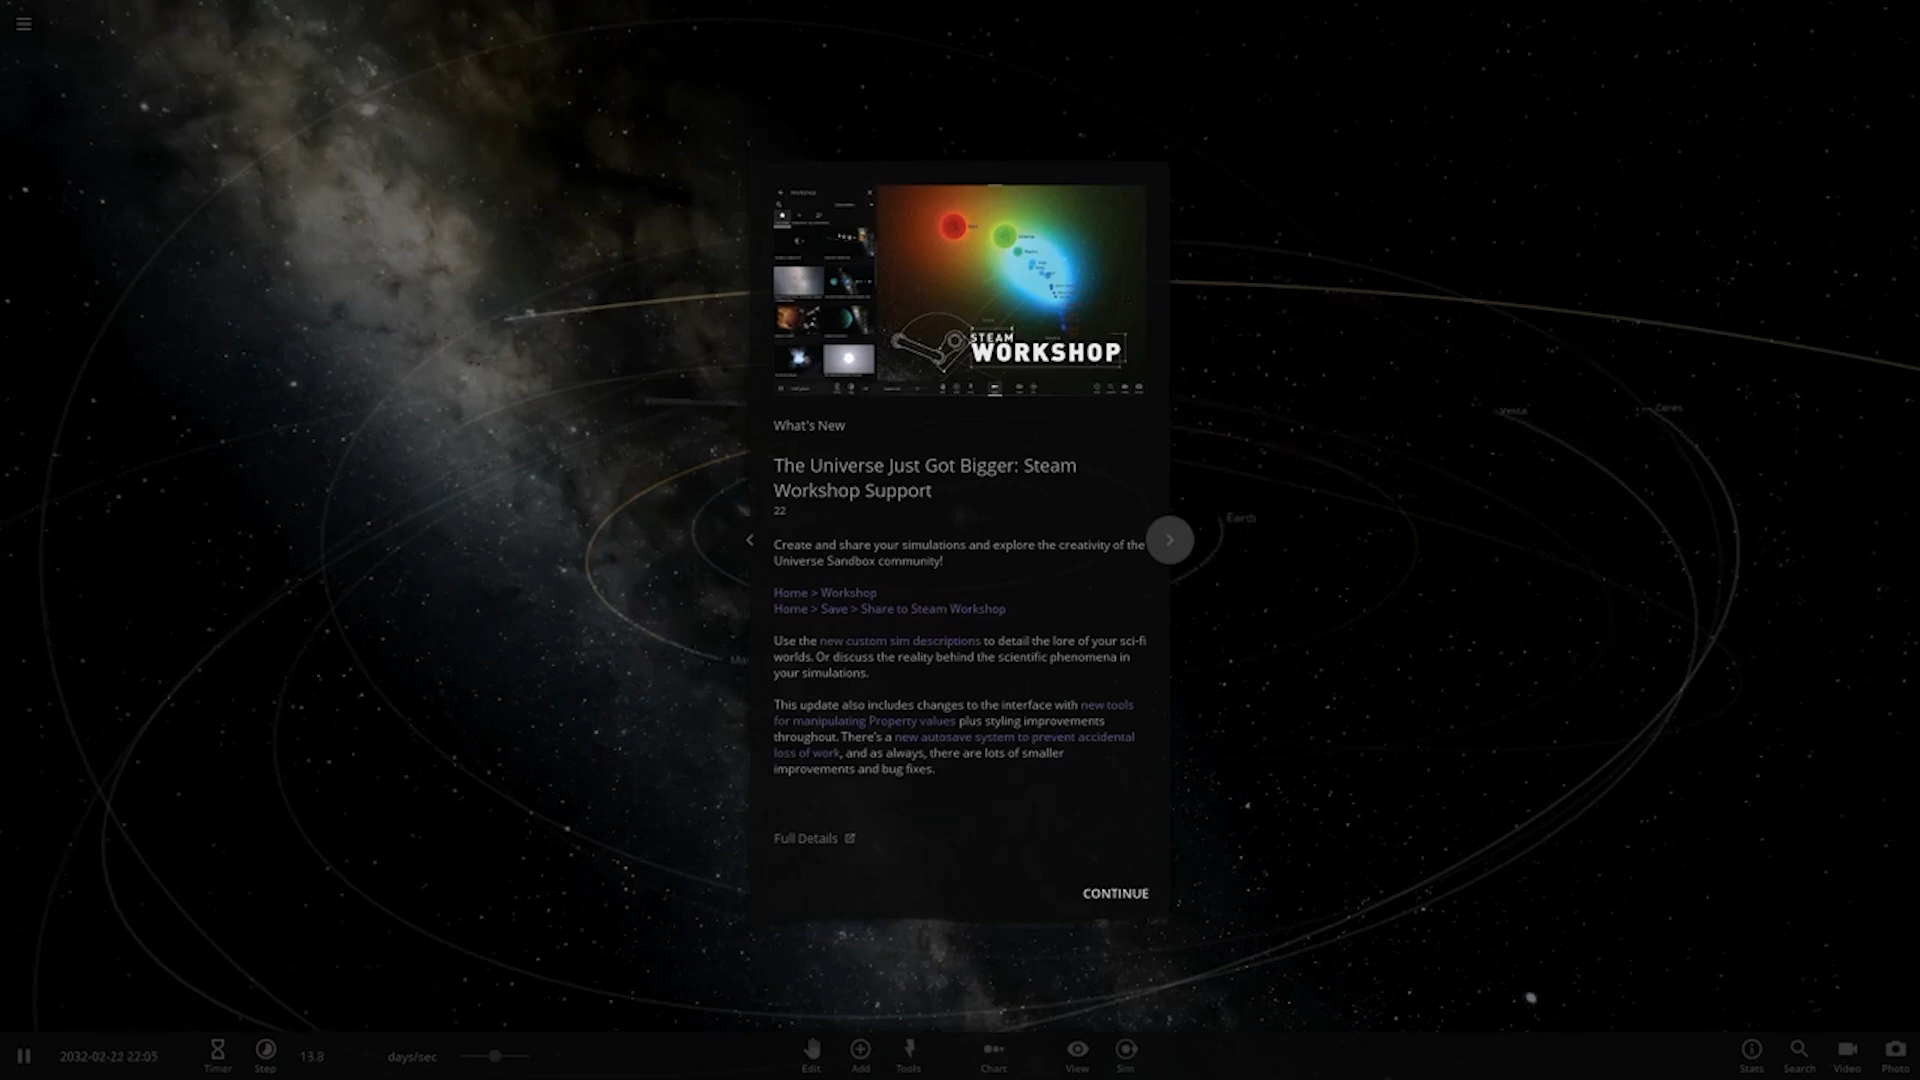 STEAM
WORKSHOP
What's New
The Universe Just Got Bigger: Steam
Workshop Support
22
Create and share your simulations and explore the creativity of the
Universe Sandbox community!
Home > Workshop
Home > Save > Share to Steam Workshop
Use the new custom sim descriptions to detail the lore of your sci-fi
worlds. Or discuss the reality behind the scientific phenomena in
your simulations.
This update also includes changes to the interface with new tools
for manipulating Property values plus styling improvements
throughout. There's a new autosave system to prevent accidental
loss of work, and as always, there are lots of smaller
improvements and bug fixes.
Full Details
CONTINUE
Vesta
Ceres
Earth
2032-02-22 22:05
Timer
Step
13.8
days/sec
Edit
Add
Tools
Chart
View
Sim
Stats
Search
Video
Photo